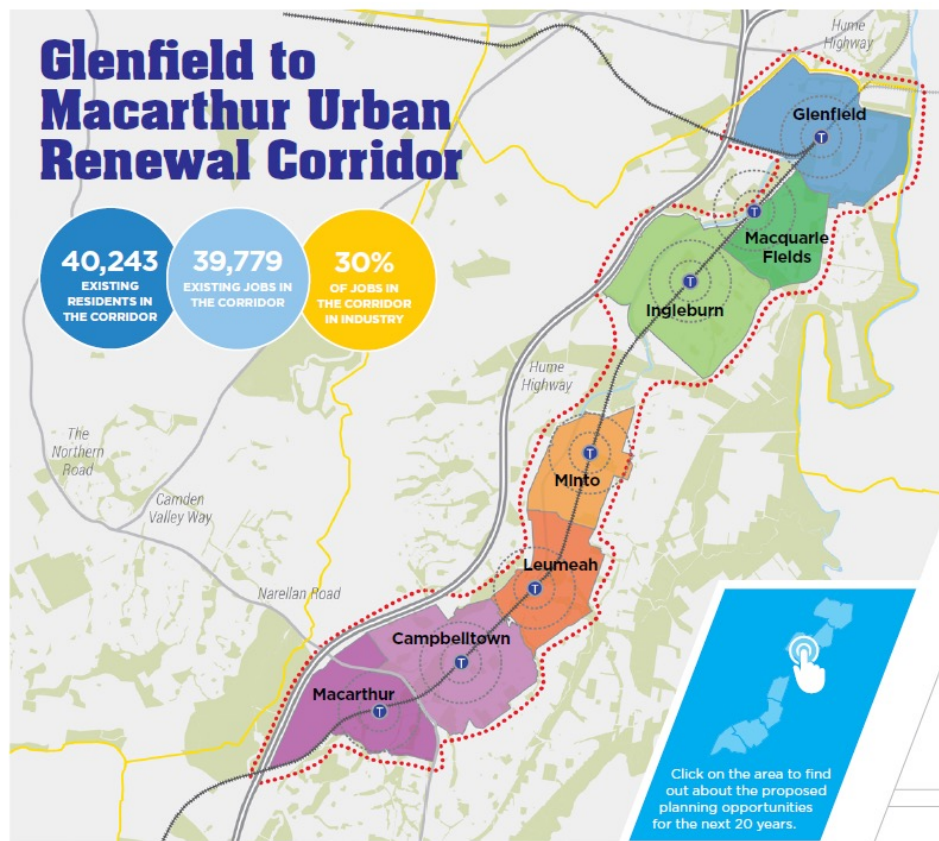 Glenfield to
Macarthur Urban
Renewal Corridor
40,243
EXISTING
RESIDENTS IN
THE CORRIDOR
39,779
EXISTING JOBS IN
THE CORRIDOR
30%
OF JOBS IN
THE CORRIDOR
IN INDUSTRY
Hume
Highway
Glenfield
T
T
Macquarie
Fields
T
Ingleburn
Hume
Highway
The
Northern
Road
T
Minto
Camden
Valley Way
Leumeah
T
Narellan Road
Campbelltown
T
Macarthur
T
Click on the area to find
out about the proposed
planning opportunities
for the next 20 years.